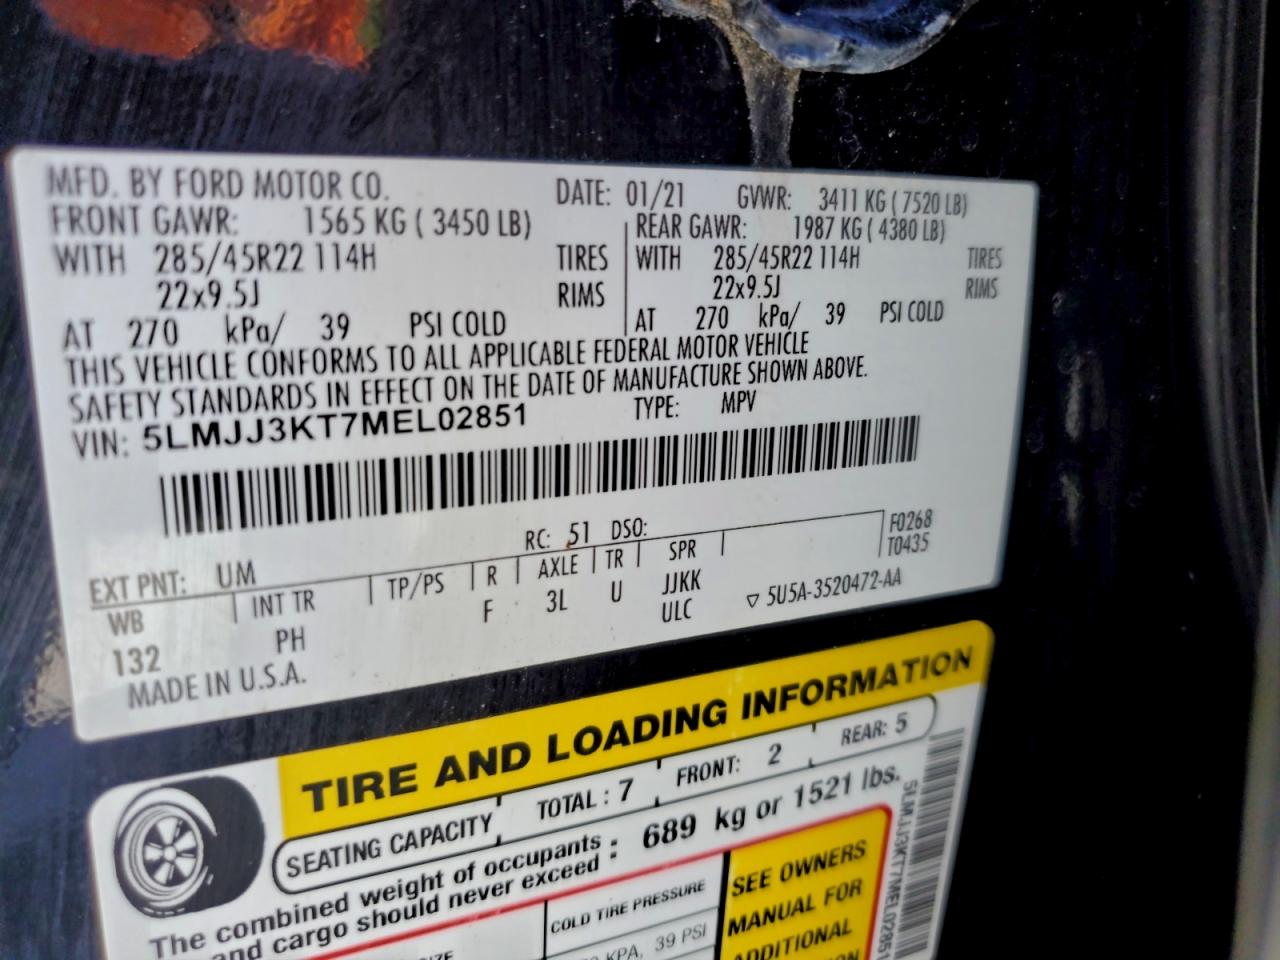 MFD. BY FORD MOTOR CO. DATE: 01/21 GVWR: 3411 KG ( 7520 LB)
FRONT GAWR: 1565 KG ( 3450 LB) REAR GAWR: 1987 KG ( 4380 LB)
WITH 285/45R22 114H TIRES WITH 285/45R22 114H TIRES
22x9.5J RIMS 22x9.5J RIMS
AT 270 kPa/ 39 PSI COLD AT 270 kPa/ 39 PSI COLD
THIS VEHICLE CONFORMS TO ALL APPLICABLE FEDERAL MOTOR VEHICLE
SAFETY STANDARDS IN EFFECT ON THE DATE OF MANUFACTURE SHOWN ABOVE.
VIN: 5LMJJ3KT7MEL02851 TYPE: MPV
EXT PNT: UM RC: 51 DSO: F0268
T0435
WB INT TR TP/PS R AXLE TR SPR
132 PH F 3L U JJKK
ULC
▽ 5U5A-3520472-AA
MADE IN U.S.A.
TIRE AND LOADING INFORMATION
SEATING CAPACITY TOTAL : 7 FRONT: 2 REAR: 5
The combined weight of occupants
and cargo should never exceed : 689 kg or 1521 lbs.
COLD TIRE PRESSURE
KPA, 39 PSI
SEE OWNERS
MANUAL FOR
ADDITIONAL
5LMJJ3KT7MEL02851